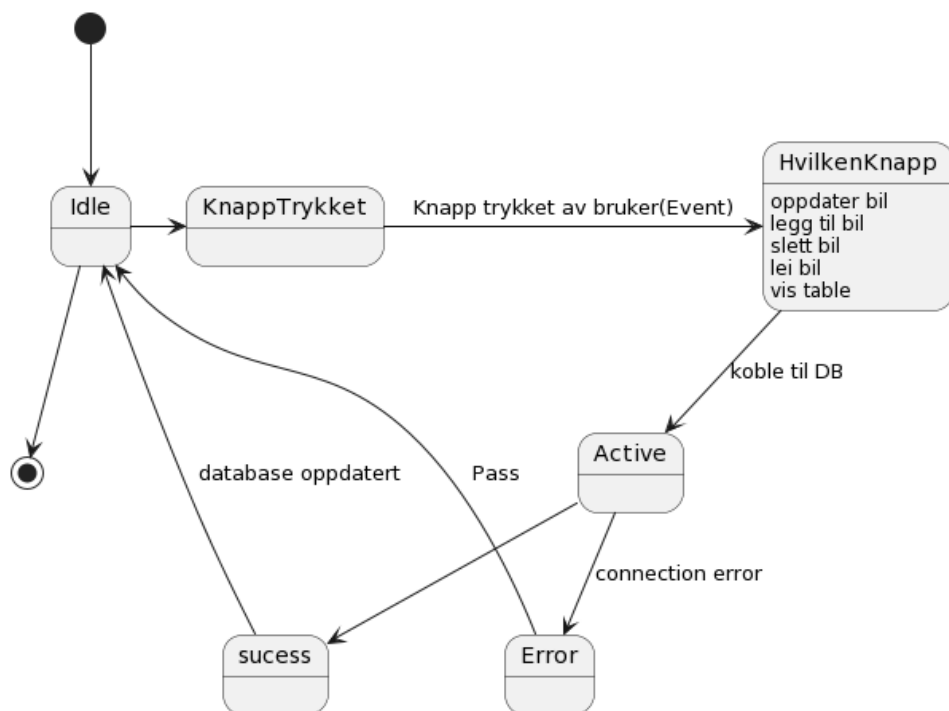 HvilkenKnapp
oppdater bil
legg til bil
slett bil
lei bil
vis table
Idle
KnappTrykket
Knapp trykket av bruker(Event)
koble til DB
Active
database oppdatert
Pass
connection error
sucess
Error